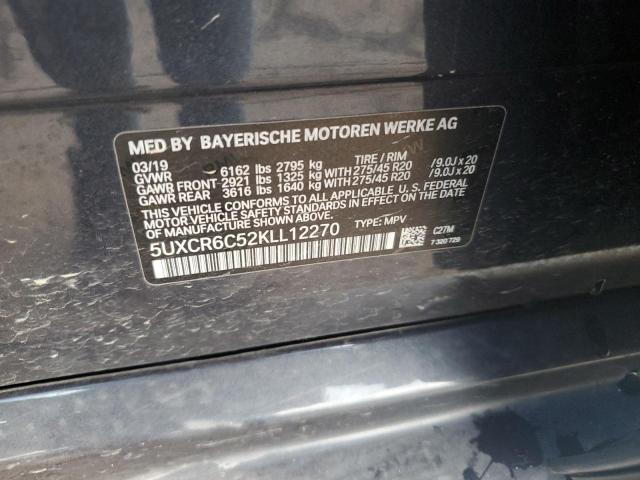 MFD BY BAYERISCHE MOTOREN WERKE AG
03/19 TIRE / RIM
GVWR 6162 lbs 2795 kg
GAWR FRONT 2921 lbs 1325 kg WITH 275/45 R20 /9.0J x 20
GAWR REAR 3616 lbs 1640 kg WITH 275/45 R20 /9.0J x 20
THIS VEHICLE CONFORMS TO ALL APPLICABLE U.S. FEDERAL
MOTOR VEHICLE SAFETY STANDARDS IN EFFECT ON THE DATE
OF MANUFACTURE SHOWN ABOVE.
5UXCR6C52KLL12270 TYPE: MPV
C27M
7 320 729